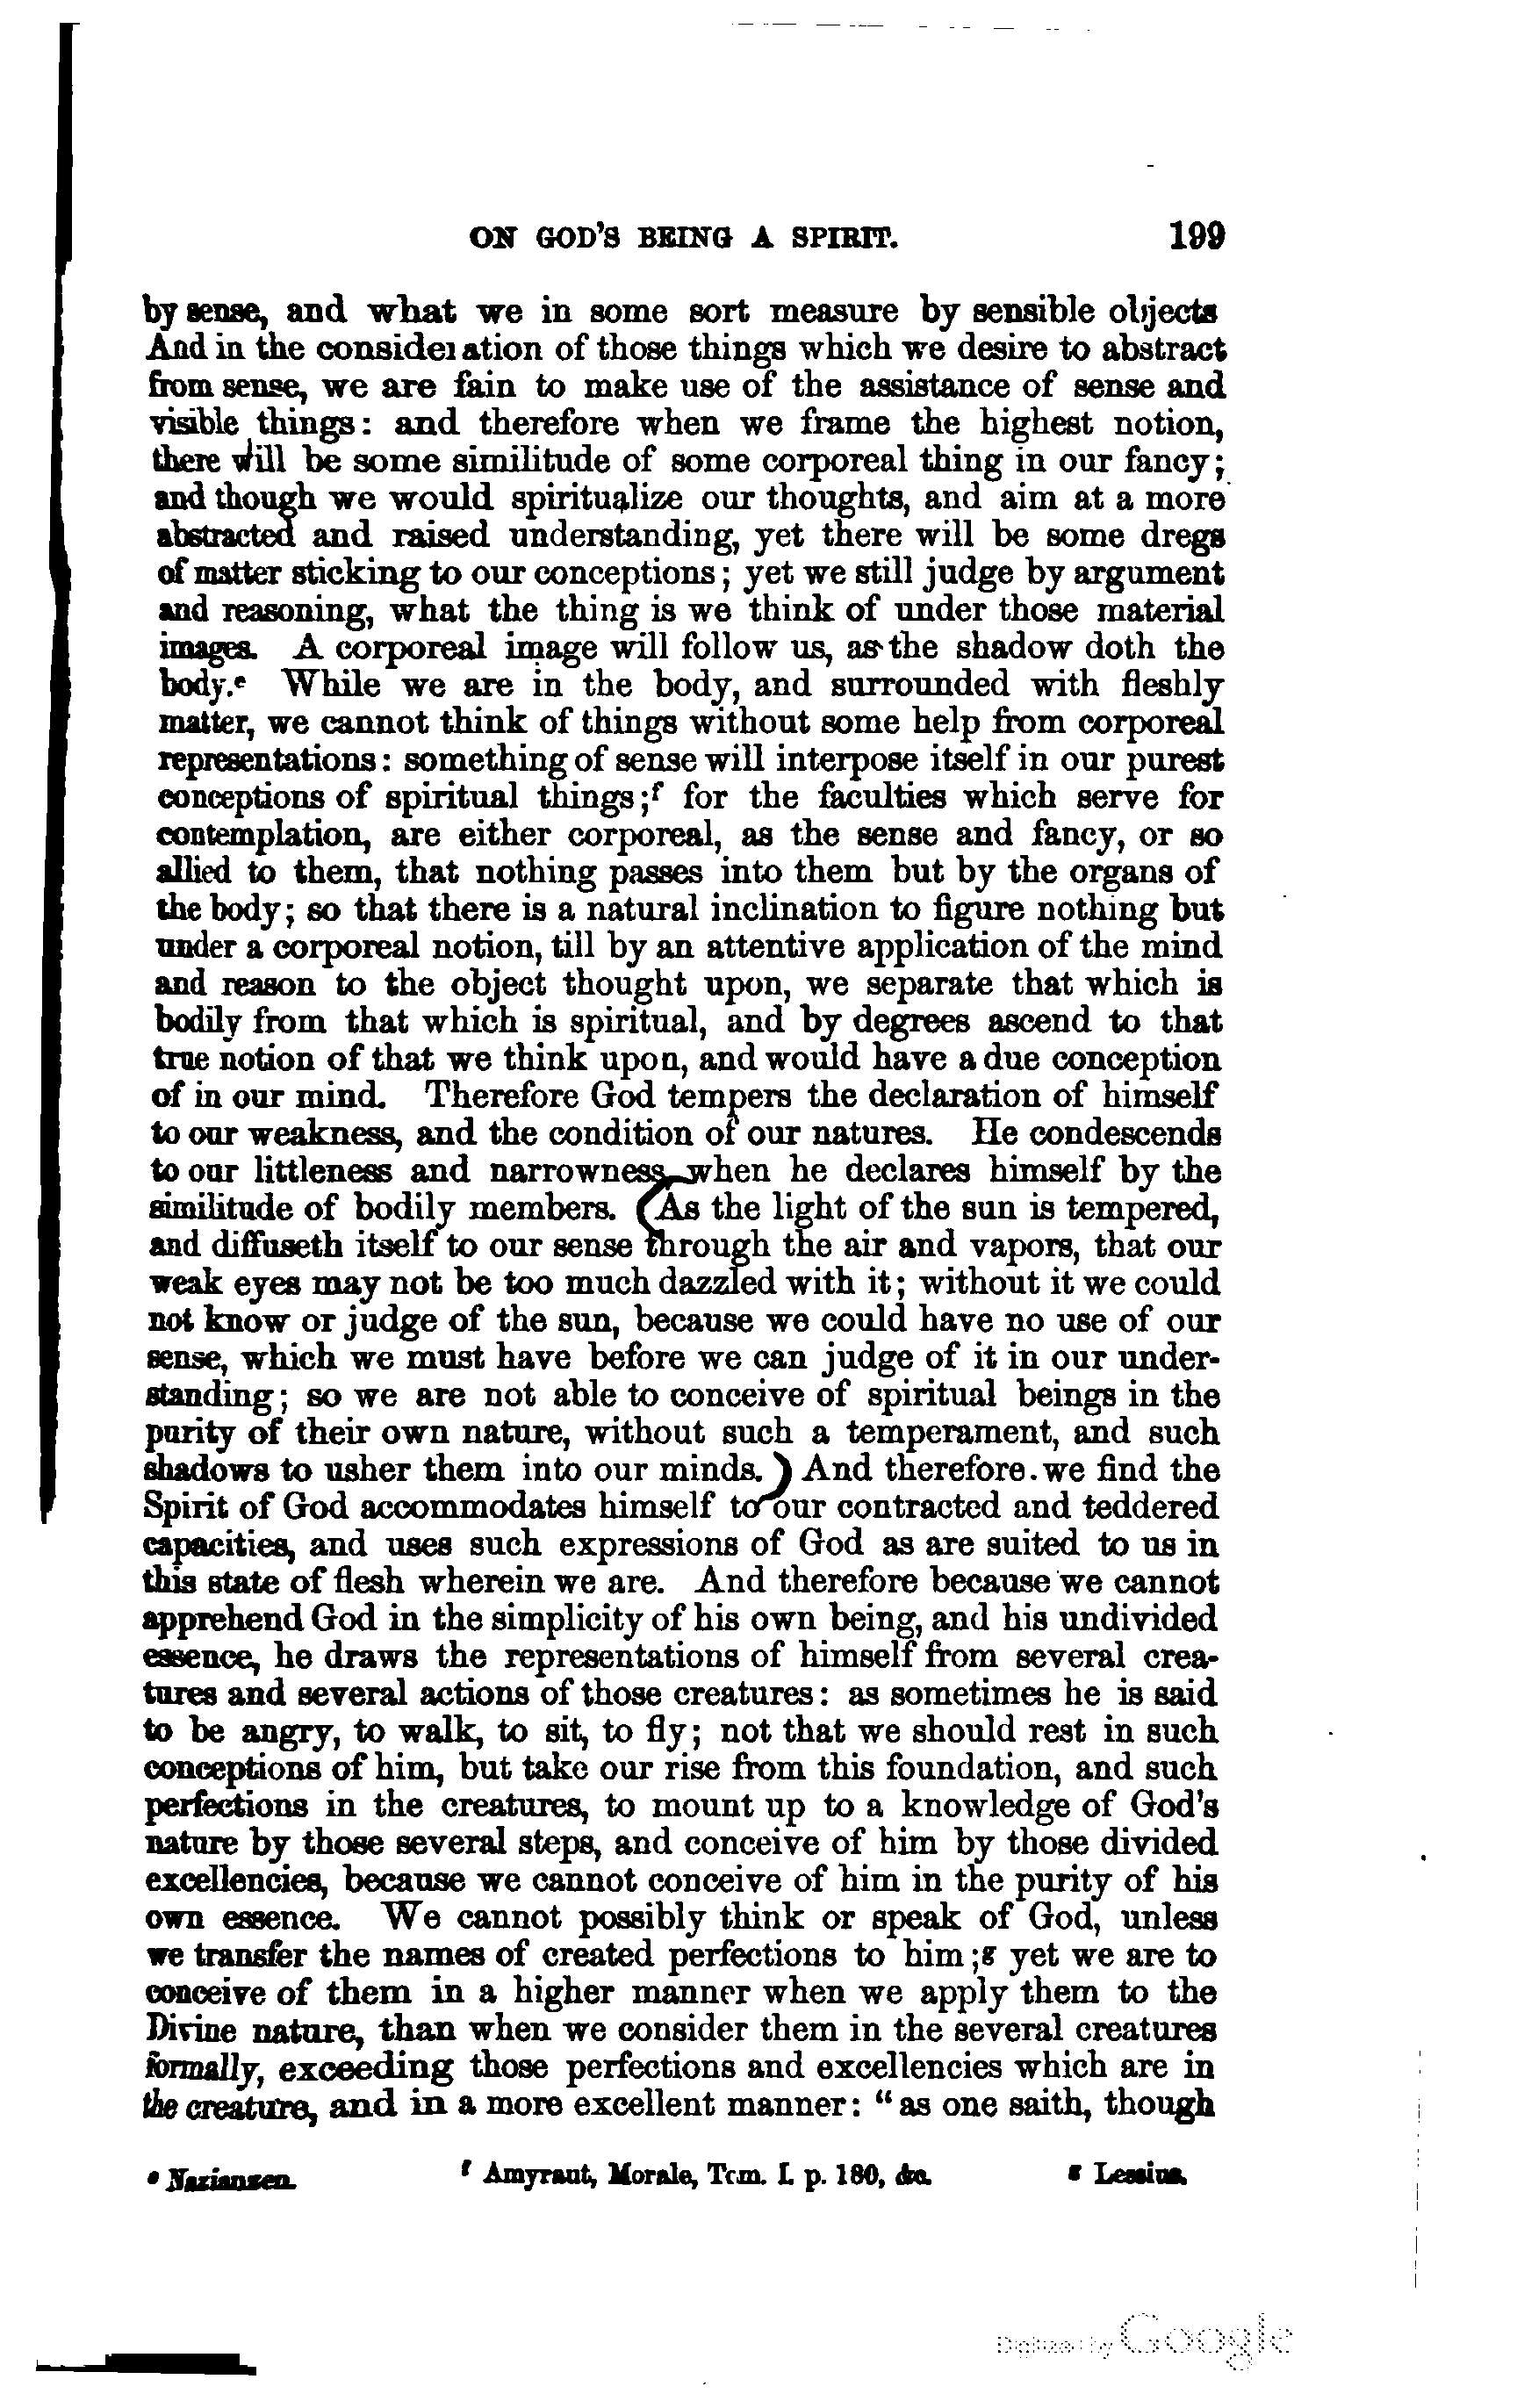 ON GOD'S BEING A SPIRIT. 199
by sense, and what we in some sort measure by sensible objects
And in the consideration of those things which we desire to abstract
from sense, we are fain to make use of the assistance of sense and
visible things: and therefore when we frame the highest notion,
there will be some similitude of some corporeal thing in our fancy;
and though we would spiritualize our thoughts, and aim at a more
abstracted and raised understanding, yet there will be some dregs
of matter sticking to our conceptions; yet we still judge by argument
and reasoning, what the thing is we think of under those material
images. A corporeal image will follow us, as the shadow doth the
body.e While we are in the body, and surrounded with fleshly
matter, we cannot think of things without some help from corporeal
representations: something of sense will interpose itself in our purest
conceptions of spiritual things;f for the faculties which serve for
contemplation, are either corporeal, as the sense and fancy, or so
allied to them, that nothing passes into them but by the organs of
the body; so that there is a natural inclination to figure nothing but
under a corporeal notion, till by an attentive application of the mind
and reason to the object thought upon, we separate that which is
bodily from that which is spiritual, and by degrees ascend to that
true notion of that we think upon, and would have a due conception
of in our mind. Therefore God tempers the declaration of himself
to our weakness, and the condition of our natures. He condescends
to our littleness and narrowness, when he declares himself by the
similitude of bodily members. (As the light of the sun is tempered,
and diffuseth itself to our sense through the air and vapors, that our
weak eyes may not be too much dazzled with it; without it we could
not know or judge of the sun, because we could have no use of our
sense, which we must have before we can judge of it in our under-
standing; so we are not able to conceive of spiritual beings in the
purity of their own nature, without such a temperament, and such
shadows to usher them into our minds.) And therefore we find the
Spirit of God accommodates himself to our contracted and teddered
capacities, and uses such expressions of God as are suited to us in
this state of flesh wherein we are. And therefore because we cannot
apprehend God in the simplicity of his own being, and his undivided
essence, he draws the representations of himself from several crea-
tures and several actions of those creatures: as sometimes he is said
to be angry, to walk, to sit, to fly; not that we should rest in such
conceptions of him, but take our rise from this foundation, and such
perfections in the creatures, to mount up to a knowledge of God's
nature by those several steps, and conceive of him by those divided
excellencies, because we cannot conceive of him in the purity of his
own essence. We cannot possibly think or speak of God, unless
we transfer the names of created perfections to him;g yet we are to
conceive of them in a higher manner when we apply them to the
Divine nature, than when we consider them in the several creatures
formally, exceeding those perfections and excellencies which are in
the creature, and in a more excellent manner: "as one saith, though
e Nazianzen. f Amyraut, Morale, Tom. I. p. 180, &c. g Lessius.
Digitized by Google